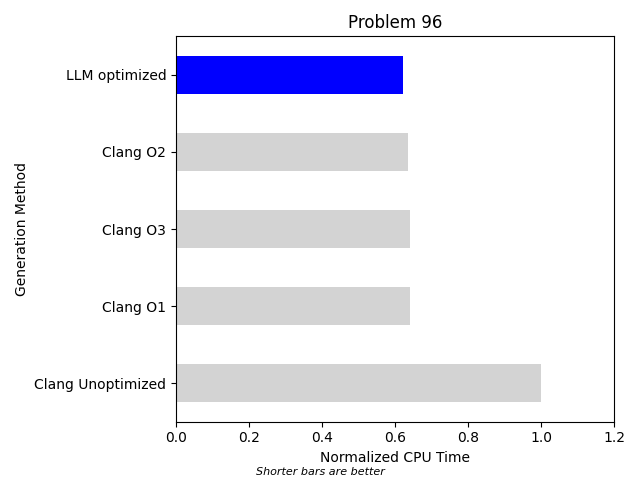 Problem 96
Generation Method
LLM optimized
Clang O2
Clang O3
Clang O1
Clang Unoptimized
0.0 0.2 0.4 0.6 0.8 1.0 1.2
Normalized CPU Time
Shorter bars are better